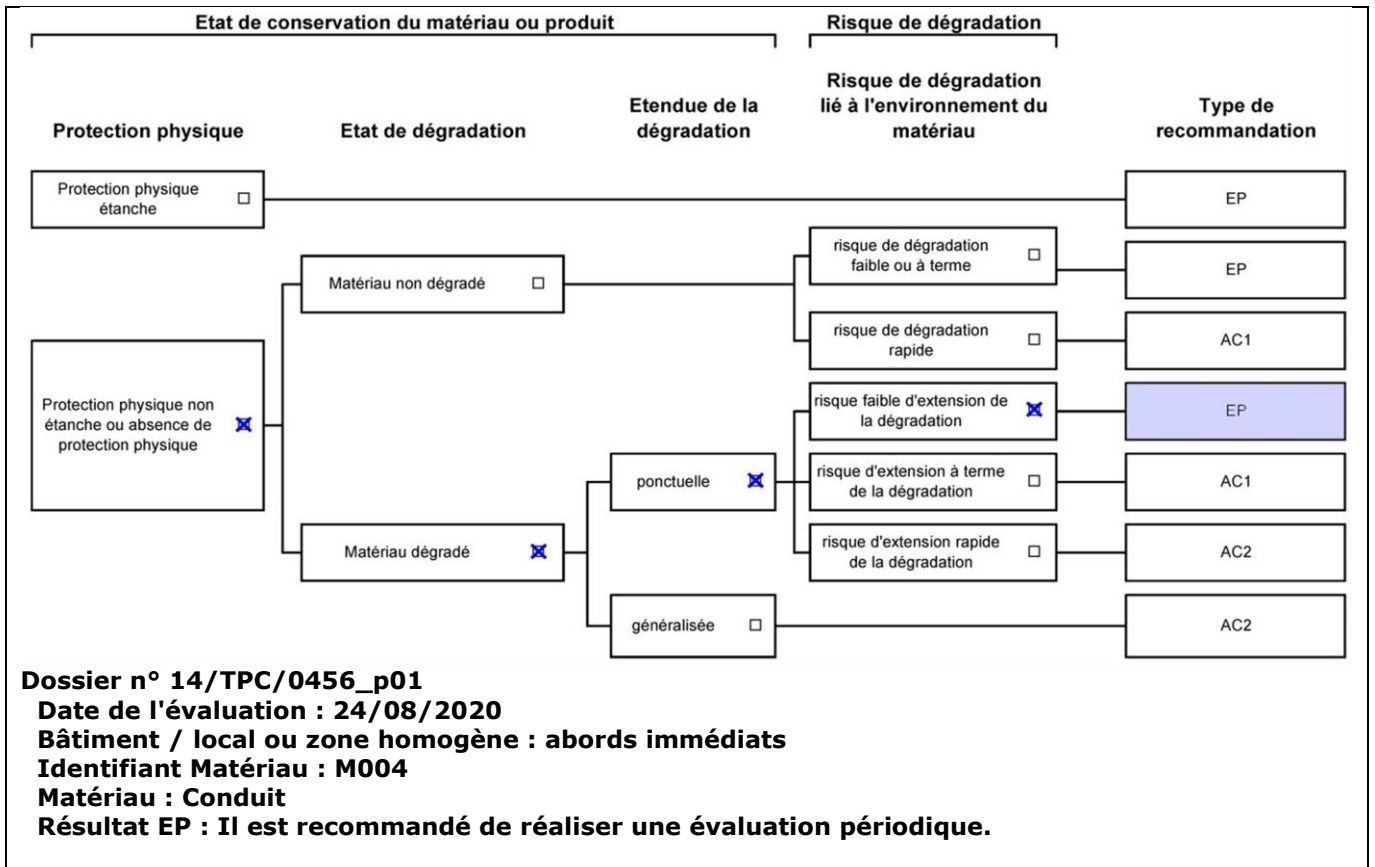 Etat de conservation du matériau ou produit
Risque de dégradation
Protection physique
Etat de dégradation
Etendue de la
dégradation
Risque de dégradation
lié à l'environnement du
matériau
Type de
recommandation
Protection physique
étanche
EP
risque de dégradation
faible ou à terme
EP
Matériau non dégradé
risque de dégradation
rapide
AC1
Protection physique non
étanche ou absence de
protection physique
risque faible d'extension de
la dégradation
EP
ponctuelle
risque d'extension à terme
de la dégradation
AC1
Matériau dégradé
risque d'extension rapide
de la dégradation
AC2
généralisée
AC2
Dossier n° 14/TPC/0456_p01
Date de l'évaluation : 24/08/2020
Bâtiment / local ou zone homogène : abords immédiats
Identifiant Matériau : M004
Matériau : Conduit
Résultat EP : Il est recommandé de réaliser une évaluation périodique.